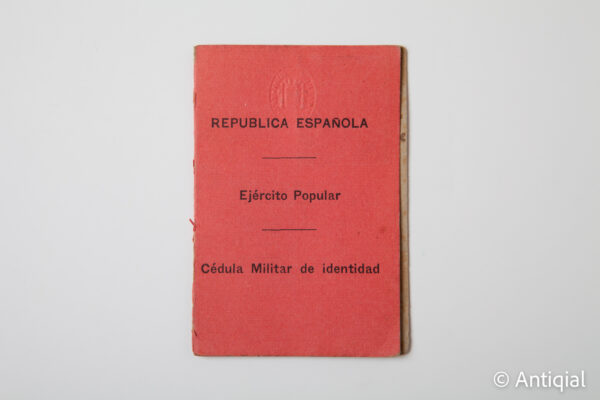 REPUBLICA ESPAÑOLA
Ejército Popular
Cédula Militar de identidad
© Antiqial